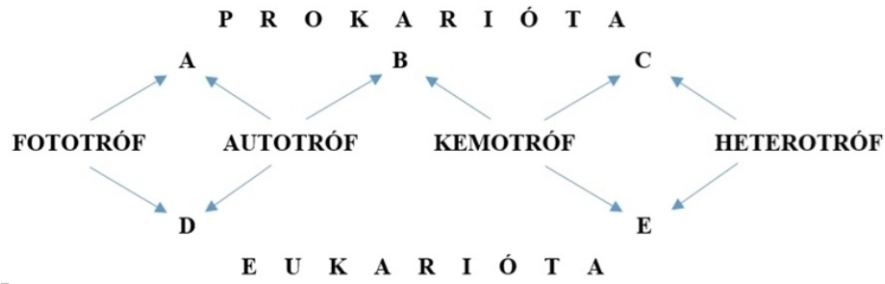 P R O K A R I Ó T A
A B C
FOTOTRÓF AUTOTRÓF KEMOTRÓF HETEROTRÓF
D E
E U K A R I Ó T A